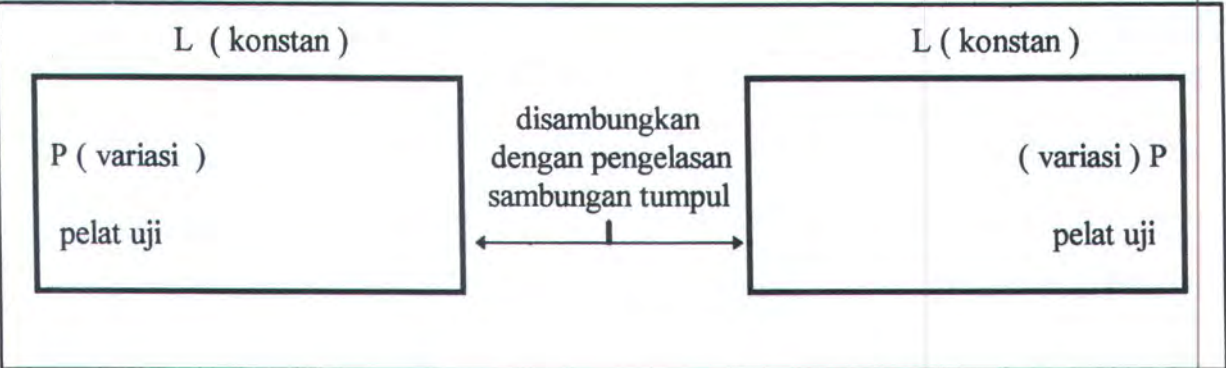 L ( konstan )
L ( konstan )
P ( variasi )
pelat uji
disambungkan
dengan pengelasan
sambungan tumpul
( variasi ) P
pelat uji